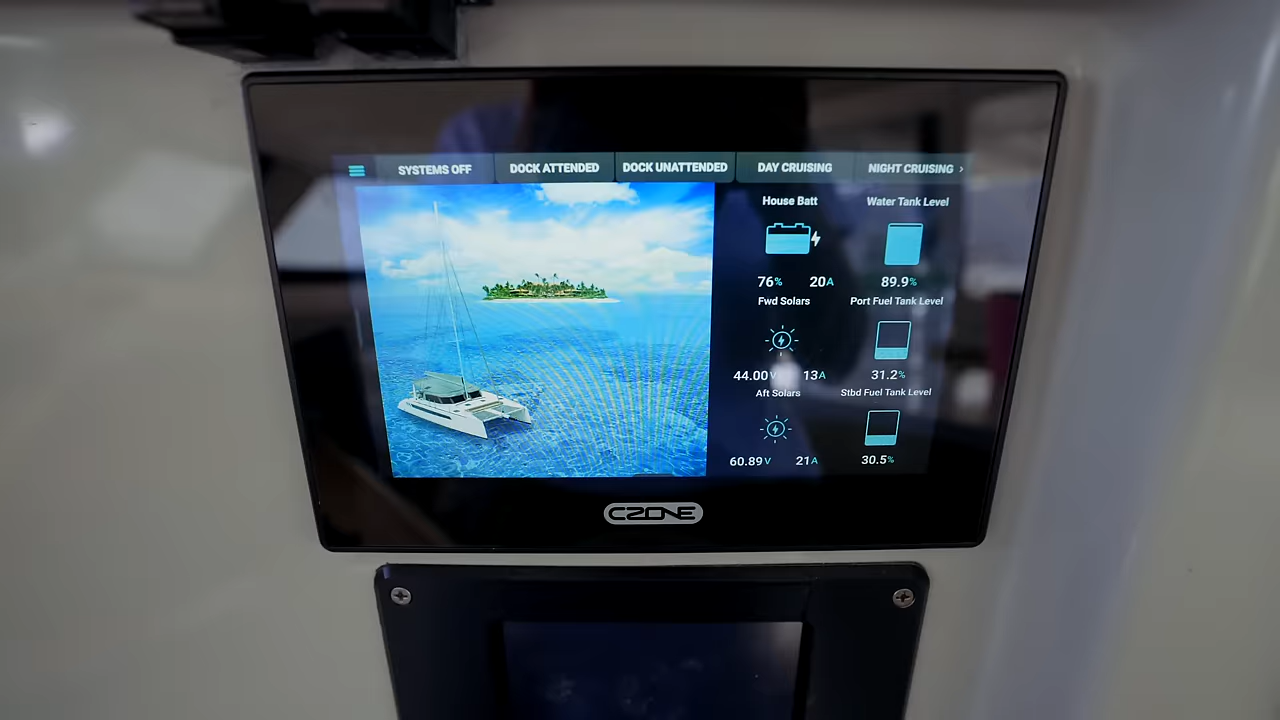 SYSTEMS OFF
DOCK ATTENDED
DOCK UNATTENDED
DAY CRUISING
NIGHT CRUISING ›
House Batt
Water Tank Level
76% 20A
89.9%
Fwd Solars
Port Fuel Tank Level
44.00V 13A
31.2%
Aft Solars
Stbd Fuel Tank Level
60.89V 21A
30.5%
CZONE